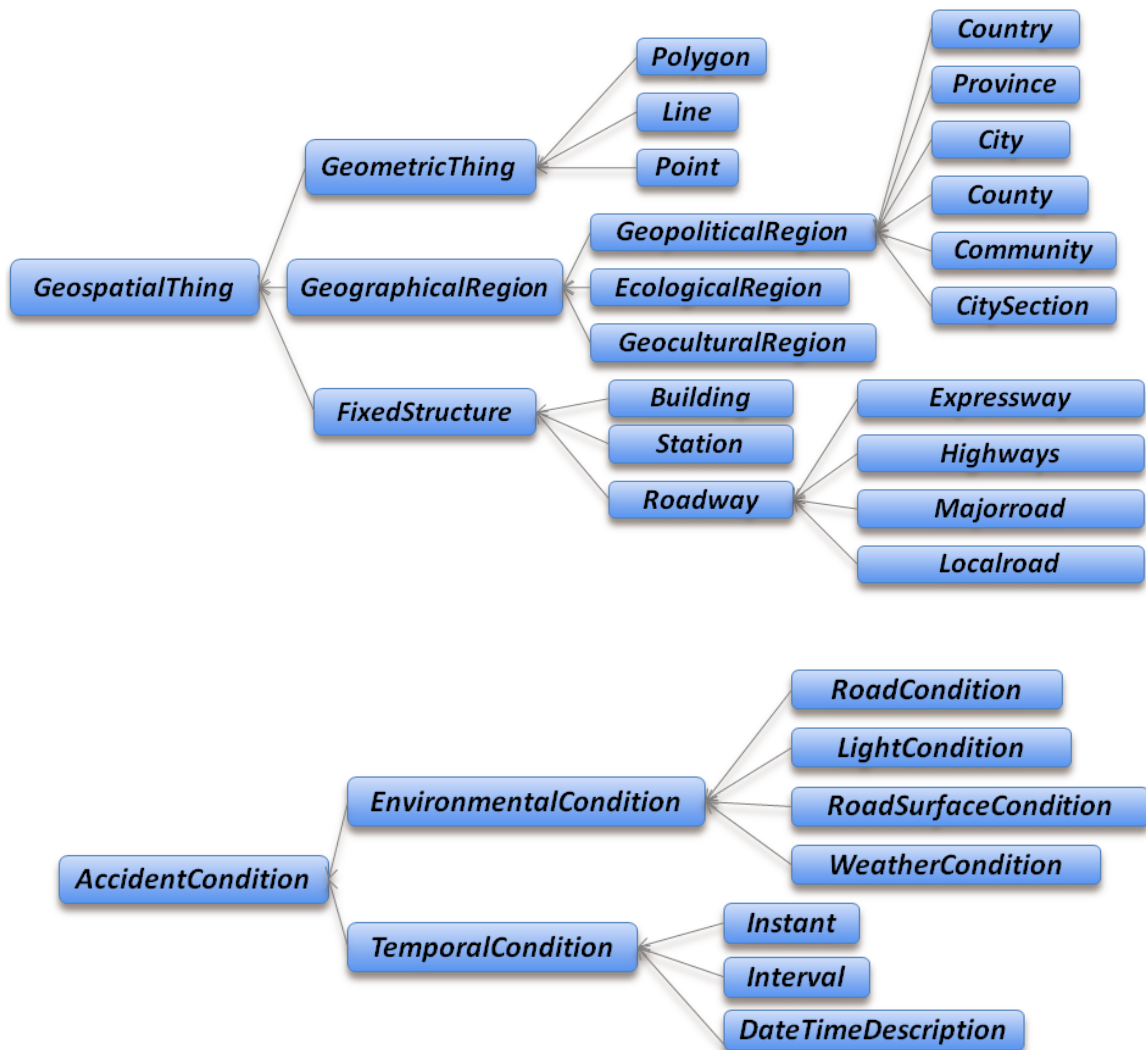 GeospatialThing
GeometricThing
Polygon
Line
Point
GeographicalRegion
GeopoliticalRegion
Country
Province
City
County
Community
CitySection
EcologicalRegion
GeoculturalRegion
FixedStructure
Building
Station
Roadway
Expressway
Highways
Majorroad
Localroad
AccidentCondition
EnvironmentalCondition
RoadCondition
LightCondition
RoadSurfaceCondition
WeatherCondition
TemporalCondition
Instant
Interval
DateTimeDescription